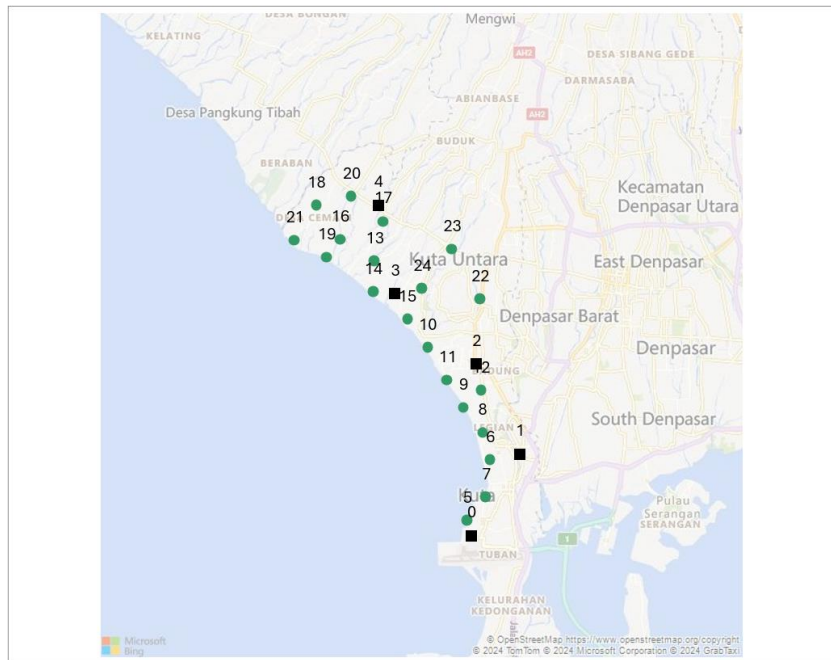 DESA BUNGAN
Mengwi
KELATING
AH2
DESA SIBANG GEDE
DARMASABA
ABIANBASE
Desa Pangkung Tibah
AH2
BUDUK
BERABAN
20
4
18
17
Kecamatan
Denpasar Utara
21
16
19
13
23
Kuta Untara
East Denpasar
14
3
24
22
15
10
Denpasar Barat
2
Denpasar
11
12
9
8
LEGIAN
South Denpasar
1
6
7
Kuta
5
0
Pulau
Serangan
SERANGAN
1
TUBAN
KELURAHAN
KEDONGANAN
Microsoft
Bing
© OpenStreetMap https://www.openstreetmap.org/copyright
© 2024 TomTom © 2024 Microsoft Corporation © 2024 GrabTaxi